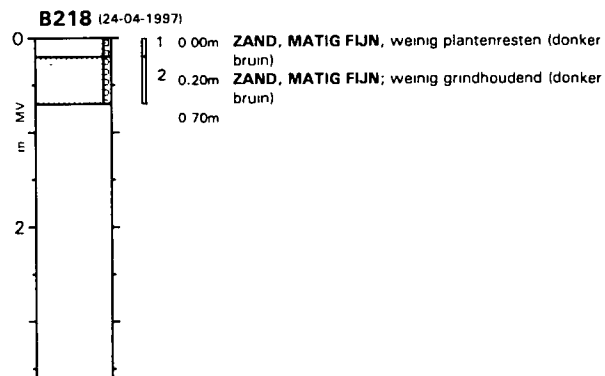 B218 (24-04-1997)
0
1 0 00m ZAND, MATIG FIJN, weinig plantenresten (donker
bruin)
2 0.20m ZAND, MATIG FIJN; weinig grindhoudend (donker
bruin)
0 70m
m MV
2